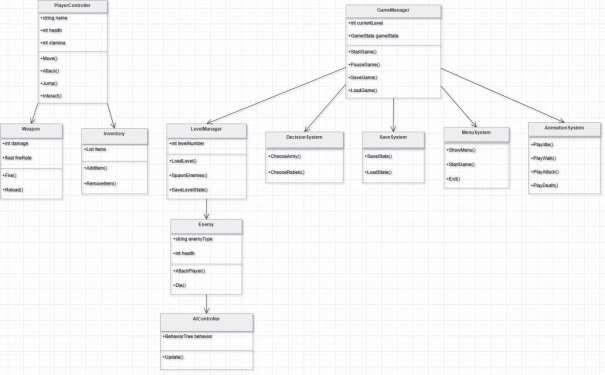 PlayerController
+string name
+int health
+int stamina
+Move()
+Attack()
+Jump()
+Interact()
GameManager
+int currentLevel
+GameState gameState
+StartGame()
+PauseGame()
+SaveGame()
+LoadGame()
Weapon
+int damage
+float fireRate
+Fire()
+Reload()
Inventory
+List items
+AddItem()
+RemoveItem()
LevelManager
+int levelNumber
+LoadLevel()
+SpawnEnemies()
+SaveLevelState()
DecisionSystem
+ChooseArmy()
+ChooseRebels()
SaveSystem
+SaveData()
+LoadData()
MenuSystem
+ShowMenu()
+StartGame()
+Exit()
AnimationSystem
+PlayIdle()
+PlayWalk()
+PlayAttack()
+PlayDeath()
Enemy
+string enemyType
+int health
+AttackPlayer()
+Die()
AIController
+BehaviorTree behavior
+Update()